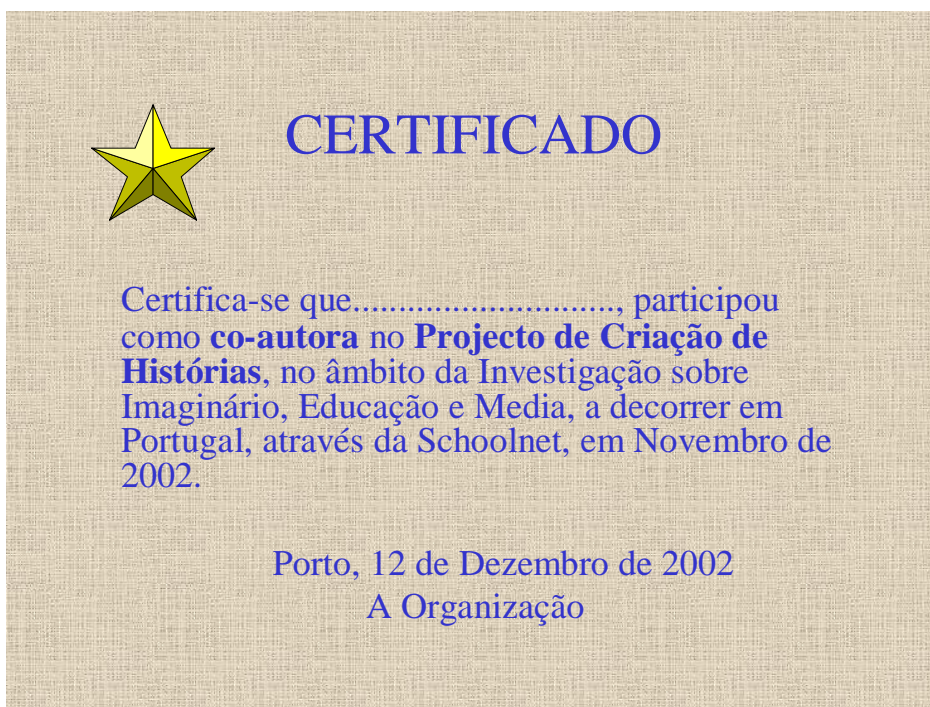 CERTIFICADO
Certifica-se que............................., participou
como co-autora no Projecto de Criação de
Histórias, no âmbito da Investigação sobre
Imaginário, Educação e Media, a decorrer em
Portugal, através da Schoolnet, em Novembro de
2002.
Porto, 12 de Dezembro de 2002
A Organização